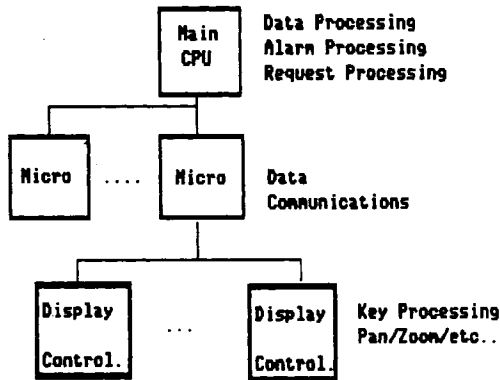 Main
CPU
Data Processing
Alarm Processing
Request Processing
Micro
....
Micro
Data
Communications
Display
Control.
...
Display
Control.
Key Processing
Pan/Zoom/etc..